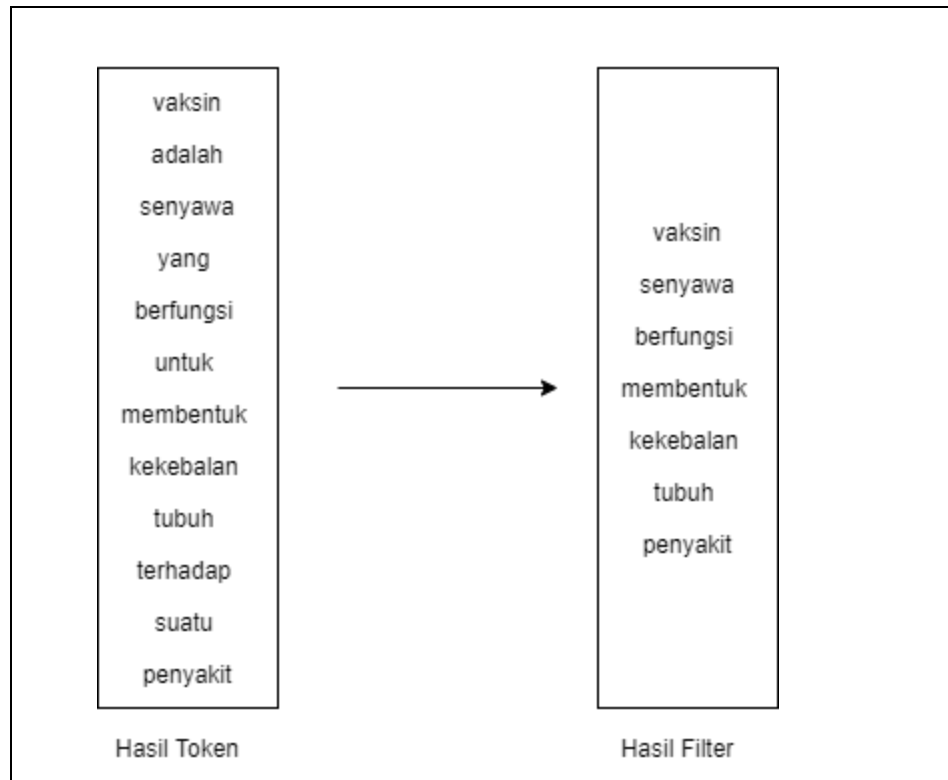 vaksin
adalah
senyawa
yang
berfungsi
untuk
membentuk
kekebalan
tubuh
terhadap
suatu
penyakit
Hasil Token
vaksin
senyawa
berfungsi
membentuk
kekebalan
tubuh
penyakit
Hasil Filter